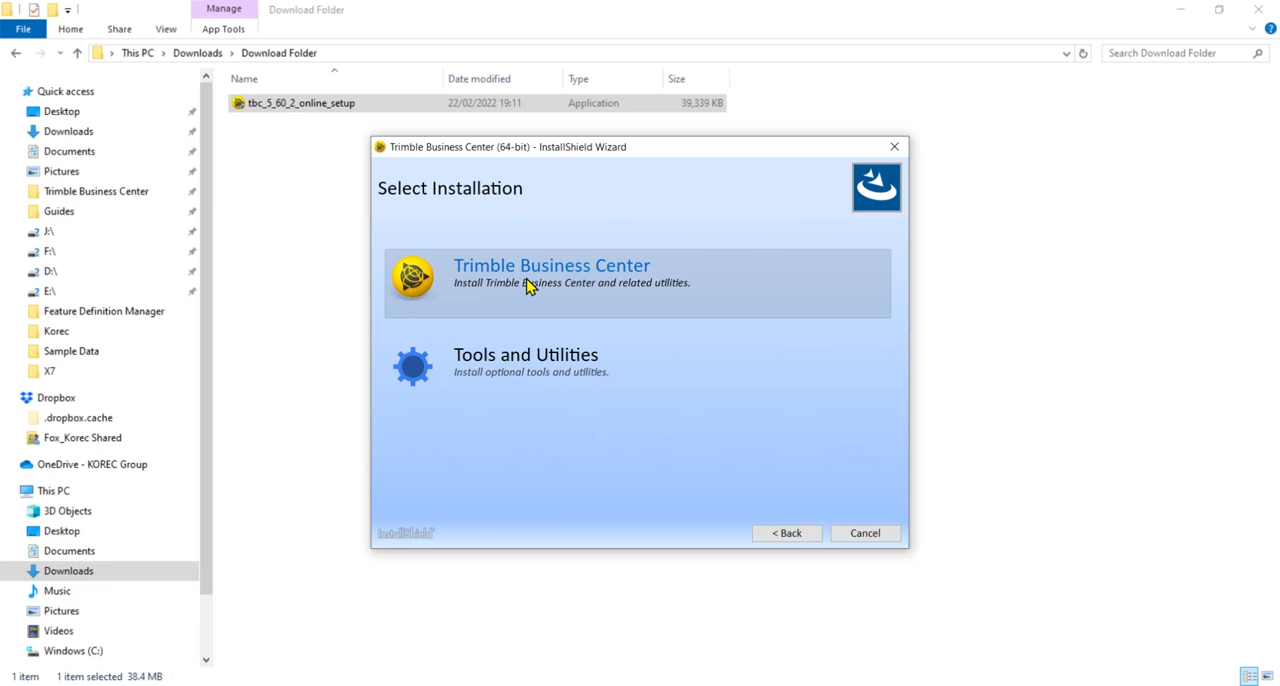 Manage
Download Folder
File
Home
Share
View
App Tools
This PC
Downloads
Download Folder
Search Download Folder
Name
Date modified
Type
Size
tbc_5_60_2_online_setup
22/02/2022 19:11
Application
39,339 KB
Quick access
Desktop
Downloads
Documents
Pictures
Trimble Business Center
Guides
J:\
F:\
D:\
E:\
Feature Definition Manager
Korec
Sample Data
X7
Dropbox
.dropbox.cache
Fox_Korec Shared
OneDrive - KOREC Group
This PC
3D Objects
Desktop
Documents
Downloads
Music
Pictures
Videos
Windows (C:)
Trimble Business Center (64-bit) - InstallShield Wizard
Select Installation
Trimble Business Center
Install Trimble Business Center and related utilities.
Tools and Utilities
Install optional tools and utilities.
InstallShield
< Back
Cancel
1 item
1 item selected 38.4 MB